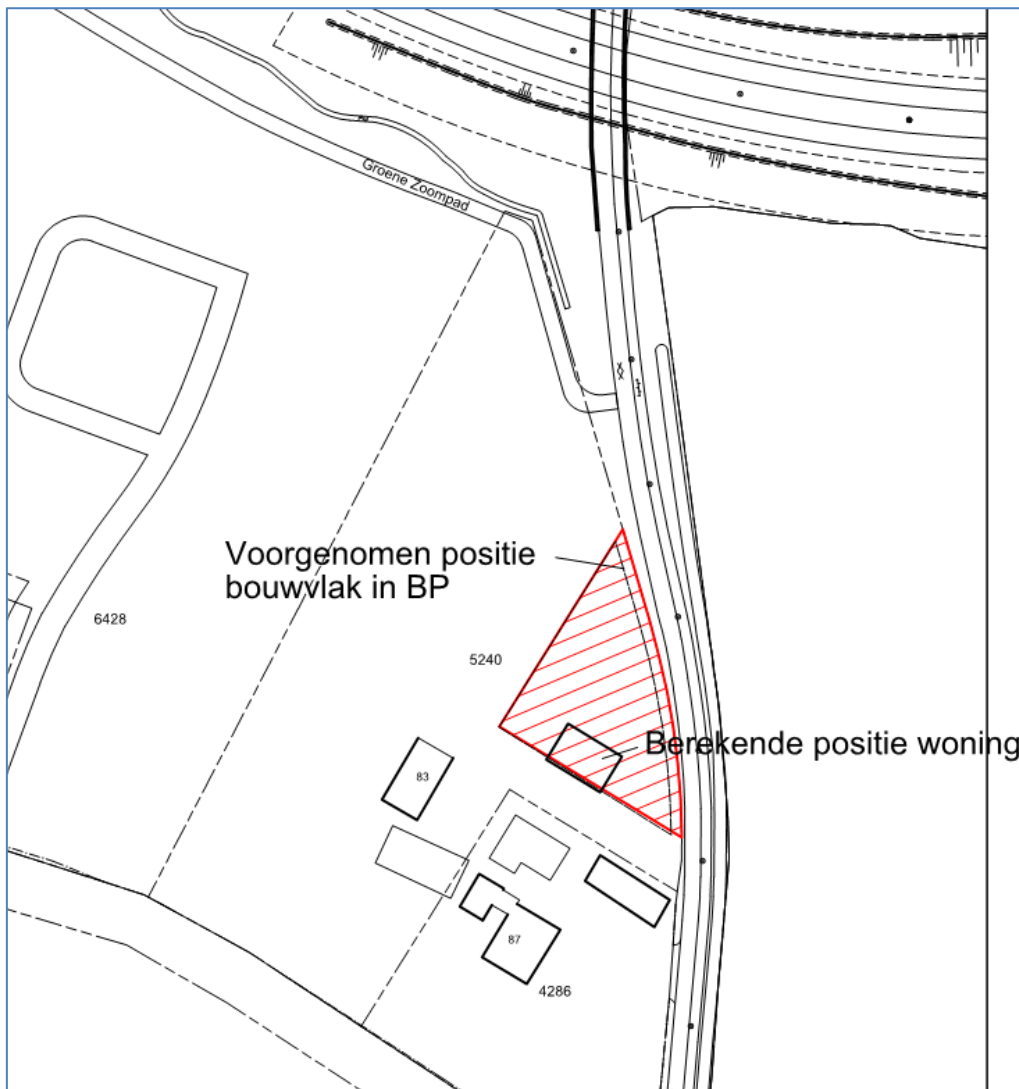 Groene Zoompad
Voorgenomen positie
bouwvlak in BP
6428
5240
Berekende positie woning
83
87
4286